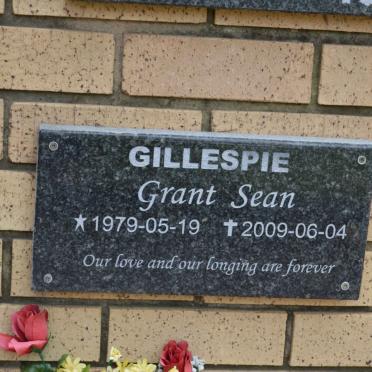 GILLESPIE
Grant Sean
★1979-05-19 ✝2009-06-04
Our love and our longing are forever